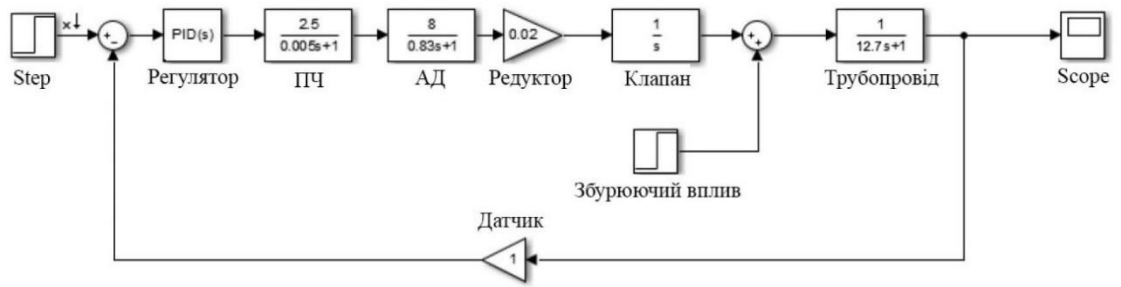 x↓
+
−
PID(s)
2.5
0.005s+1
8
0.83s+1
0.02
1
s
+
+
1
12.7s+1
Step
Регулятор
ПЧ
АД
Редуктор
Клапан
Трубопровід
Scope
Збурюючий вплив
Датчик
1